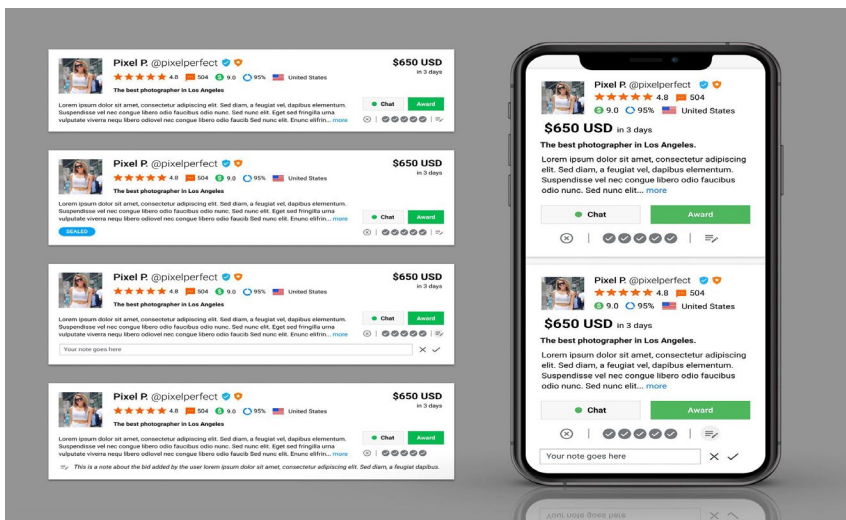 Pixel P. @pixelperfect
$650 USD
4.8 504 9.0 95% United States
in 3 days
The best photographer in Los Angeles
Lorem ipsum dolor sit amet, consectetur adipiscing elit. Sed diam, a feugiat vel, dapibus elementum.
Suspendisse vel nec congue libero odio faucibus odio nunc. Sed nunc elit. Eget sed fringilla urna
vulputate viverra nequ libero odiovel nec congue libero odio faucib Sed nunc elit. Enunc elifrin... more
Chat Award
Pixel P. @pixelperfect
$650 USD
4.8 504 9.0 95% United States
in 3 days
The best photographer in Los Angeles
Lorem ipsum dolor sit amet, consectetur adipiscing elit. Sed diam, a feugiat vel, dapibus elementum.
Suspendisse vel nec congue libero odio faucibus odio nunc. Sed nunc elit. Eget sed fringilla urna
vulputate viverra nequ libero odiovel nec congue libero odio faucib Sed nunc elit. Enunc elifrin... more
Chat Award
SEALED
Pixel P. @pixelperfect
$650 USD
4.8 504 9.0 95% United States
in 3 days
The best photographer in Los Angeles
Lorem ipsum dolor sit amet, consectetur adipiscing elit. Sed diam, a feugiat vel, dapibus elementum.
Suspendisse vel nec congue libero odio faucibus odio nunc. Sed nunc elit. Eget sed fringilla urna
vulputate viverra nequ libero odiovel nec congue libero odio faucib Sed nunc elit. Enunc elifrin... more
Chat Award
Your note goes here
Pixel P. @pixelperfect
$650 USD
4.8 504 9.0 95% United States
in 3 days
The best photographer in Los Angeles
Lorem ipsum dolor sit amet, consectetur adipiscing elit. Sed diam, a feugiat vel, dapibus elementum.
Suspendisse vel nec congue libero odio faucibus odio nunc. Sed nunc elit. Eget sed fringilla urna
vulputate viverra nequ libero odiovel nec congue libero odio faucib Sed nunc elit. Enunc elifrin... more
Chat Award
This is a note about the bid added by the user lorem ipsum dolor sit amet, consectetur adipiscing elit. Sed diam, a feugiat dapibus.
Pixel P. @pixelperfect
4.8 504
9.0 95% United States
$650 USD in 3 days
The best photographer in Los Angeles.
Lorem ipsum dolor sit amet, consectetur adipiscing
elit. Sed diam, a feugiat vel, dapibus elementum.
Suspendisse vel nec congue libero odio faucibus
odio nunc. Sed nunc elit... more
Chat Award
Pixel P. @pixelperfect
4.8 504
9.0 95% United States
$650 USD in 3 days
The best photographer in Los Angeles.
Lorem ipsum dolor sit amet, consectetur adipiscing
elit. Sed diam, a feugiat vel, dapibus elementum.
Suspendisse vel nec congue libero odio faucibus
odio nunc. Sed nunc elit... more
Chat Award
Your note goes here